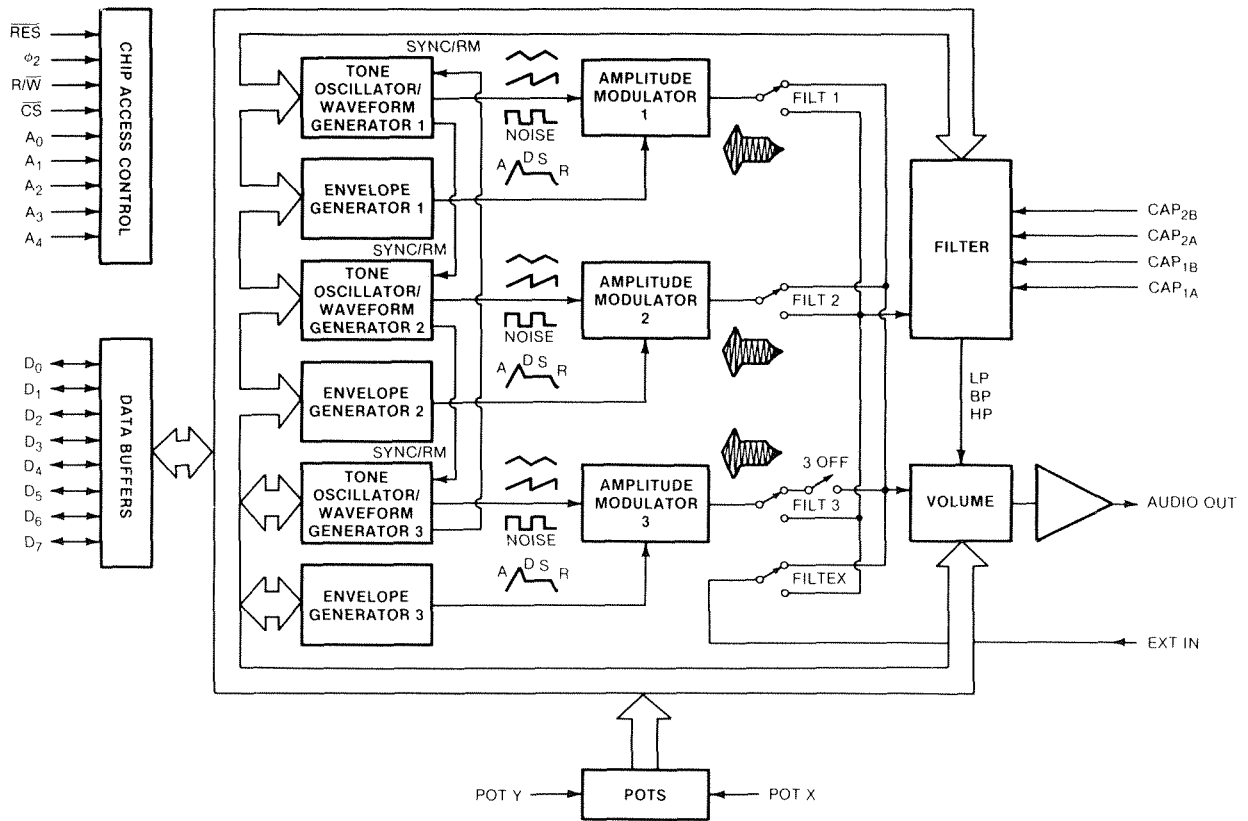 RES
φ2
R/W
CS
A0
A1
A2
A3
A4
CHIP ACCESS CONTROL
D0
D1
D2
D3
D4
D5
D6
D7
DATA BUFFERS
SYNC/RM
TONE
OSCILLATOR/
WAVEFORM
GENERATOR 1
NOISE
A D S R
ENVELOPE
GENERATOR 1
AMPLITUDE
MODULATOR
1
FILT 1
SYNC/RM
TONE
OSCILLATOR/
WAVEFORM
GENERATOR 2
NOISE
A D S R
ENVELOPE
GENERATOR 2
AMPLITUDE
MODULATOR
2
FILT 2
SYNC/RM
TONE
OSCILLATOR/
WAVEFORM
GENERATOR 3
NOISE
A D S R
ENVELOPE
GENERATOR 3
AMPLITUDE
MODULATOR
3
3 OFF
FILT 3
FILTEX
FILTER
CAP2B
CAP2A
CAP1B
CAP1A
LP
BP
HP
VOLUME
AUDIO OUT
EXT IN
POT Y
POTS
POT X